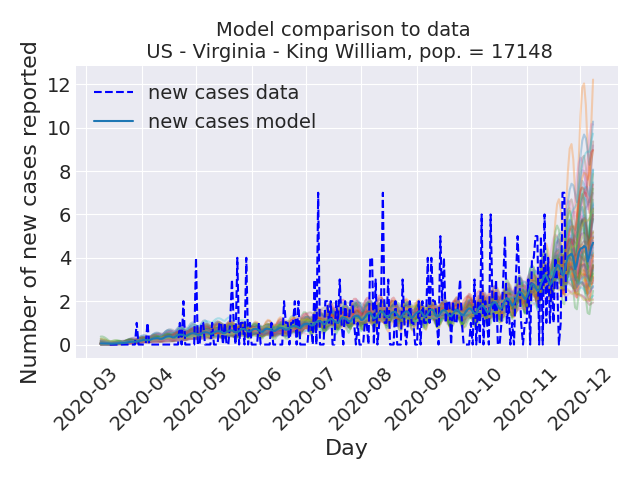 Model comparison to data
US - Virginia - King William, pop. = 17148
Number of new cases reported
12
10
8
6
4
2
0
new cases data
new cases model
2020-03
2020-04
2020-05
2020-06
2020-07
2020-08
2020-09
2020-10
2020-11
2020-12
Day